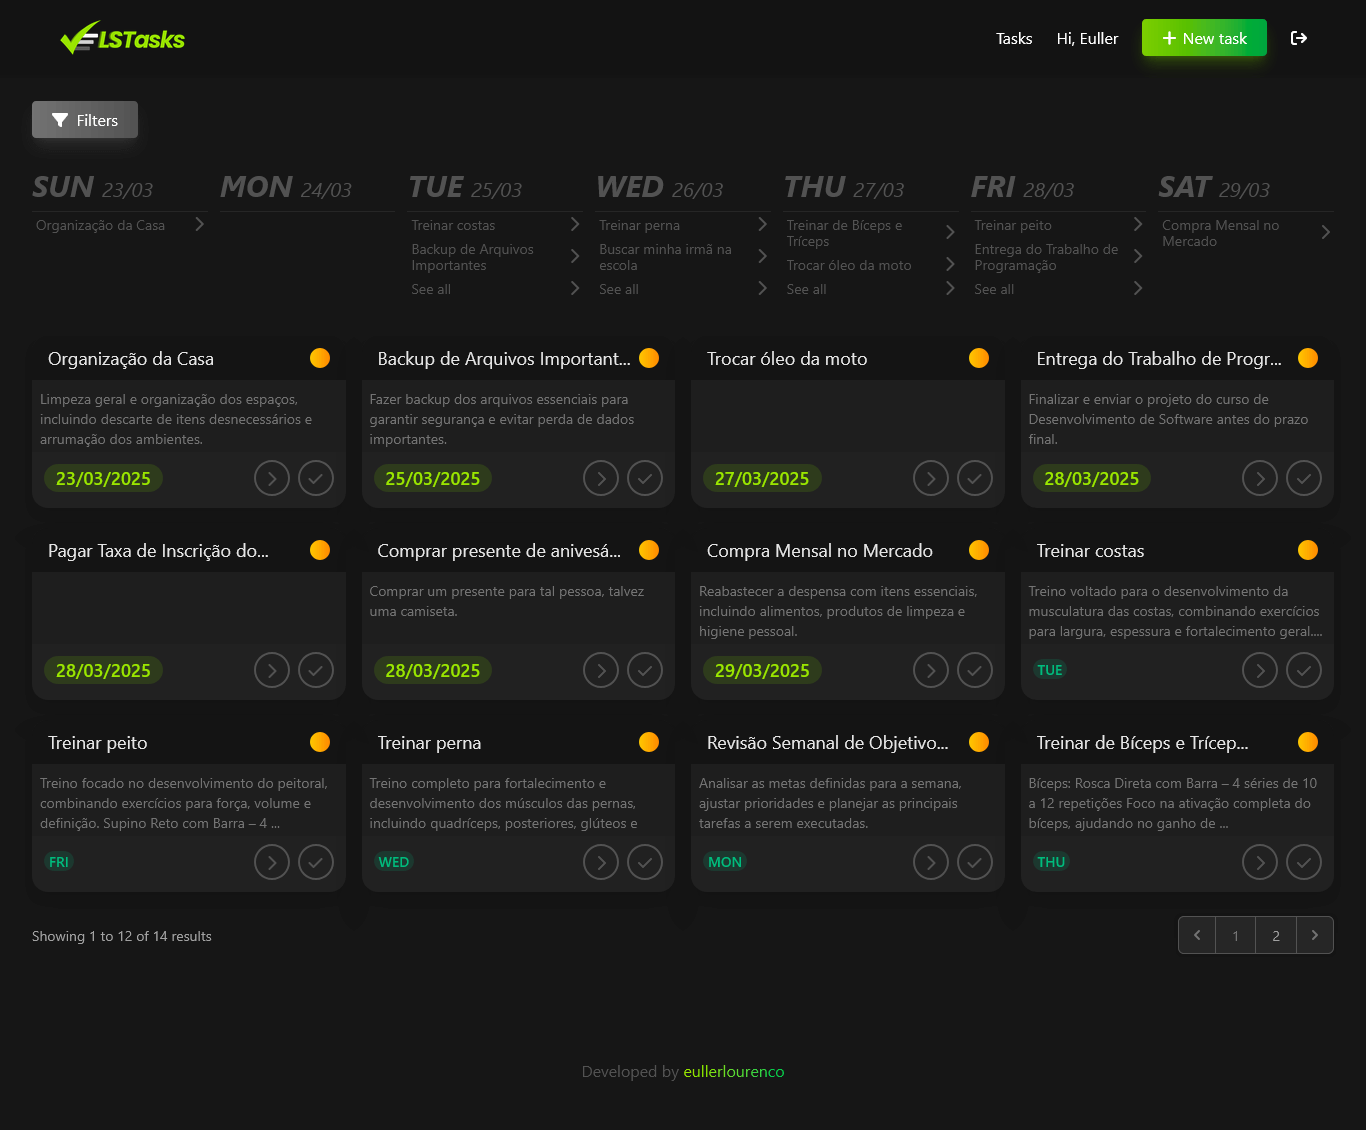 ELSTasks
Tasks
Hi, Euller
New task
Filters
SUN 23/03
Organização da Casa
MON 24/03
TUE 25/03
Treinar costas
Backup de Arquivos
Importantes
See all
WED 26/03
Treinar perna
Buscar minha irmã na
escola
See all
THU 27/03
Treinar de Bíceps e
Tríceps
Trocar óleo da moto
See all
FRI 28/03
Treinar peito
Entrega do Trabalho de
Programação
See all
SAT 29/03
Compra Mensal no
Mercado
Organização da Casa
Limpeza geral e organização dos espaços,
incluindo descarte de itens desnecessários e
arrumação dos ambientes.
23/03/2025
Backup de Arquivos Important...
Fazer backup dos arquivos essenciais para
garantir segurança e evitar perda de dados
importantes.
25/03/2025
Trocar óleo da moto
27/03/2025
Entrega do Trabalho de Progr...
Finalizar e enviar o projeto do curso de
Desenvolvimento de Software antes do prazo
final.
28/03/2025
Pagar Taxa de Inscrição do...
28/03/2025
Comprar presente de anivesá...
Comprar um presente para tal pessoa, talvez
uma camiseta.
28/03/2025
Compra Mensal no Mercado
Reabastecer a despensa com itens essenciais,
incluindo alimentos, produtos de limpeza e
higiene pessoal.
29/03/2025
Treinar costas
Treino voltado para o desenvolvimento da
musculatura das costas, combinando exercícios
para largura, espessura e fortalecimento geral....
TUE
Treinar peito
Treino focado no desenvolvimento do peitoral,
combinando exercícios para força, volume e
definição. Supino Reto com Barra – 4 ...
FRI
Treinar perna
Treino completo para fortalecimento e
desenvolvimento dos músculos das pernas,
incluindo quadríceps, posteriores, glúteos e
WED
Revisão Semanal de Objetivo...
Analisar as metas definidas para a semana,
ajustar prioridades e planejar as principais
tarefas a serem executadas.
MON
Treinar de Bíceps e Trícep...
Bíceps: Rosca Direta com Barra – 4 séries de 10
a 12 repetições Foco na ativação completa do
bíceps, ajudando no ganho de ...
THU
Showing 1 to 12 of 14 results
1
2
Developed by eullerlourenco